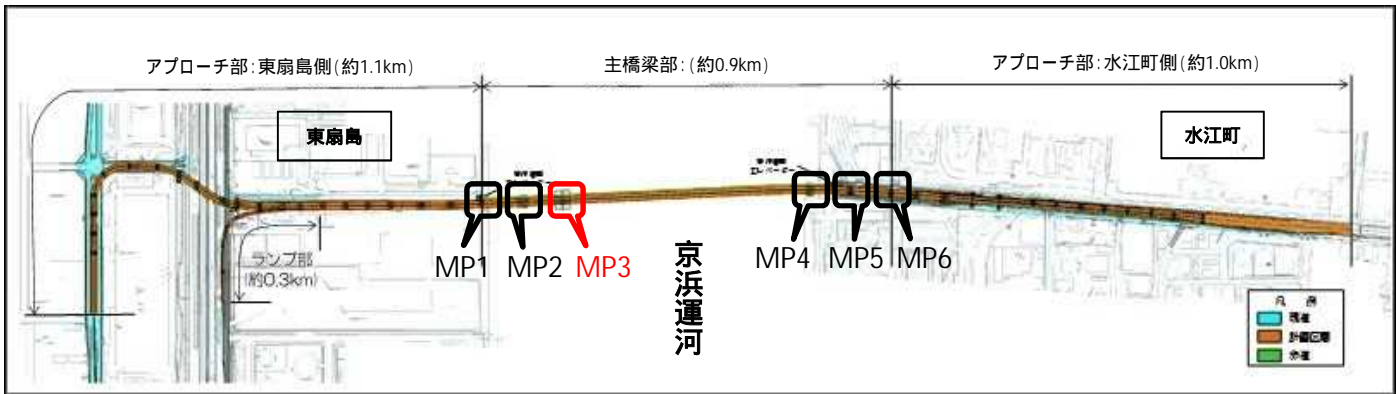 アプローチ部:東扇島側(約1.1km)
主橋梁部:(約0.9km)
アプローチ部:水江町側(約1.0km)
東扇島
水江町
ランプ部
(約0.3km)
MP1
MP2
MP3
京浜運河
MP4
MP5
MP6
凡 例
現道
計画区間
歩道